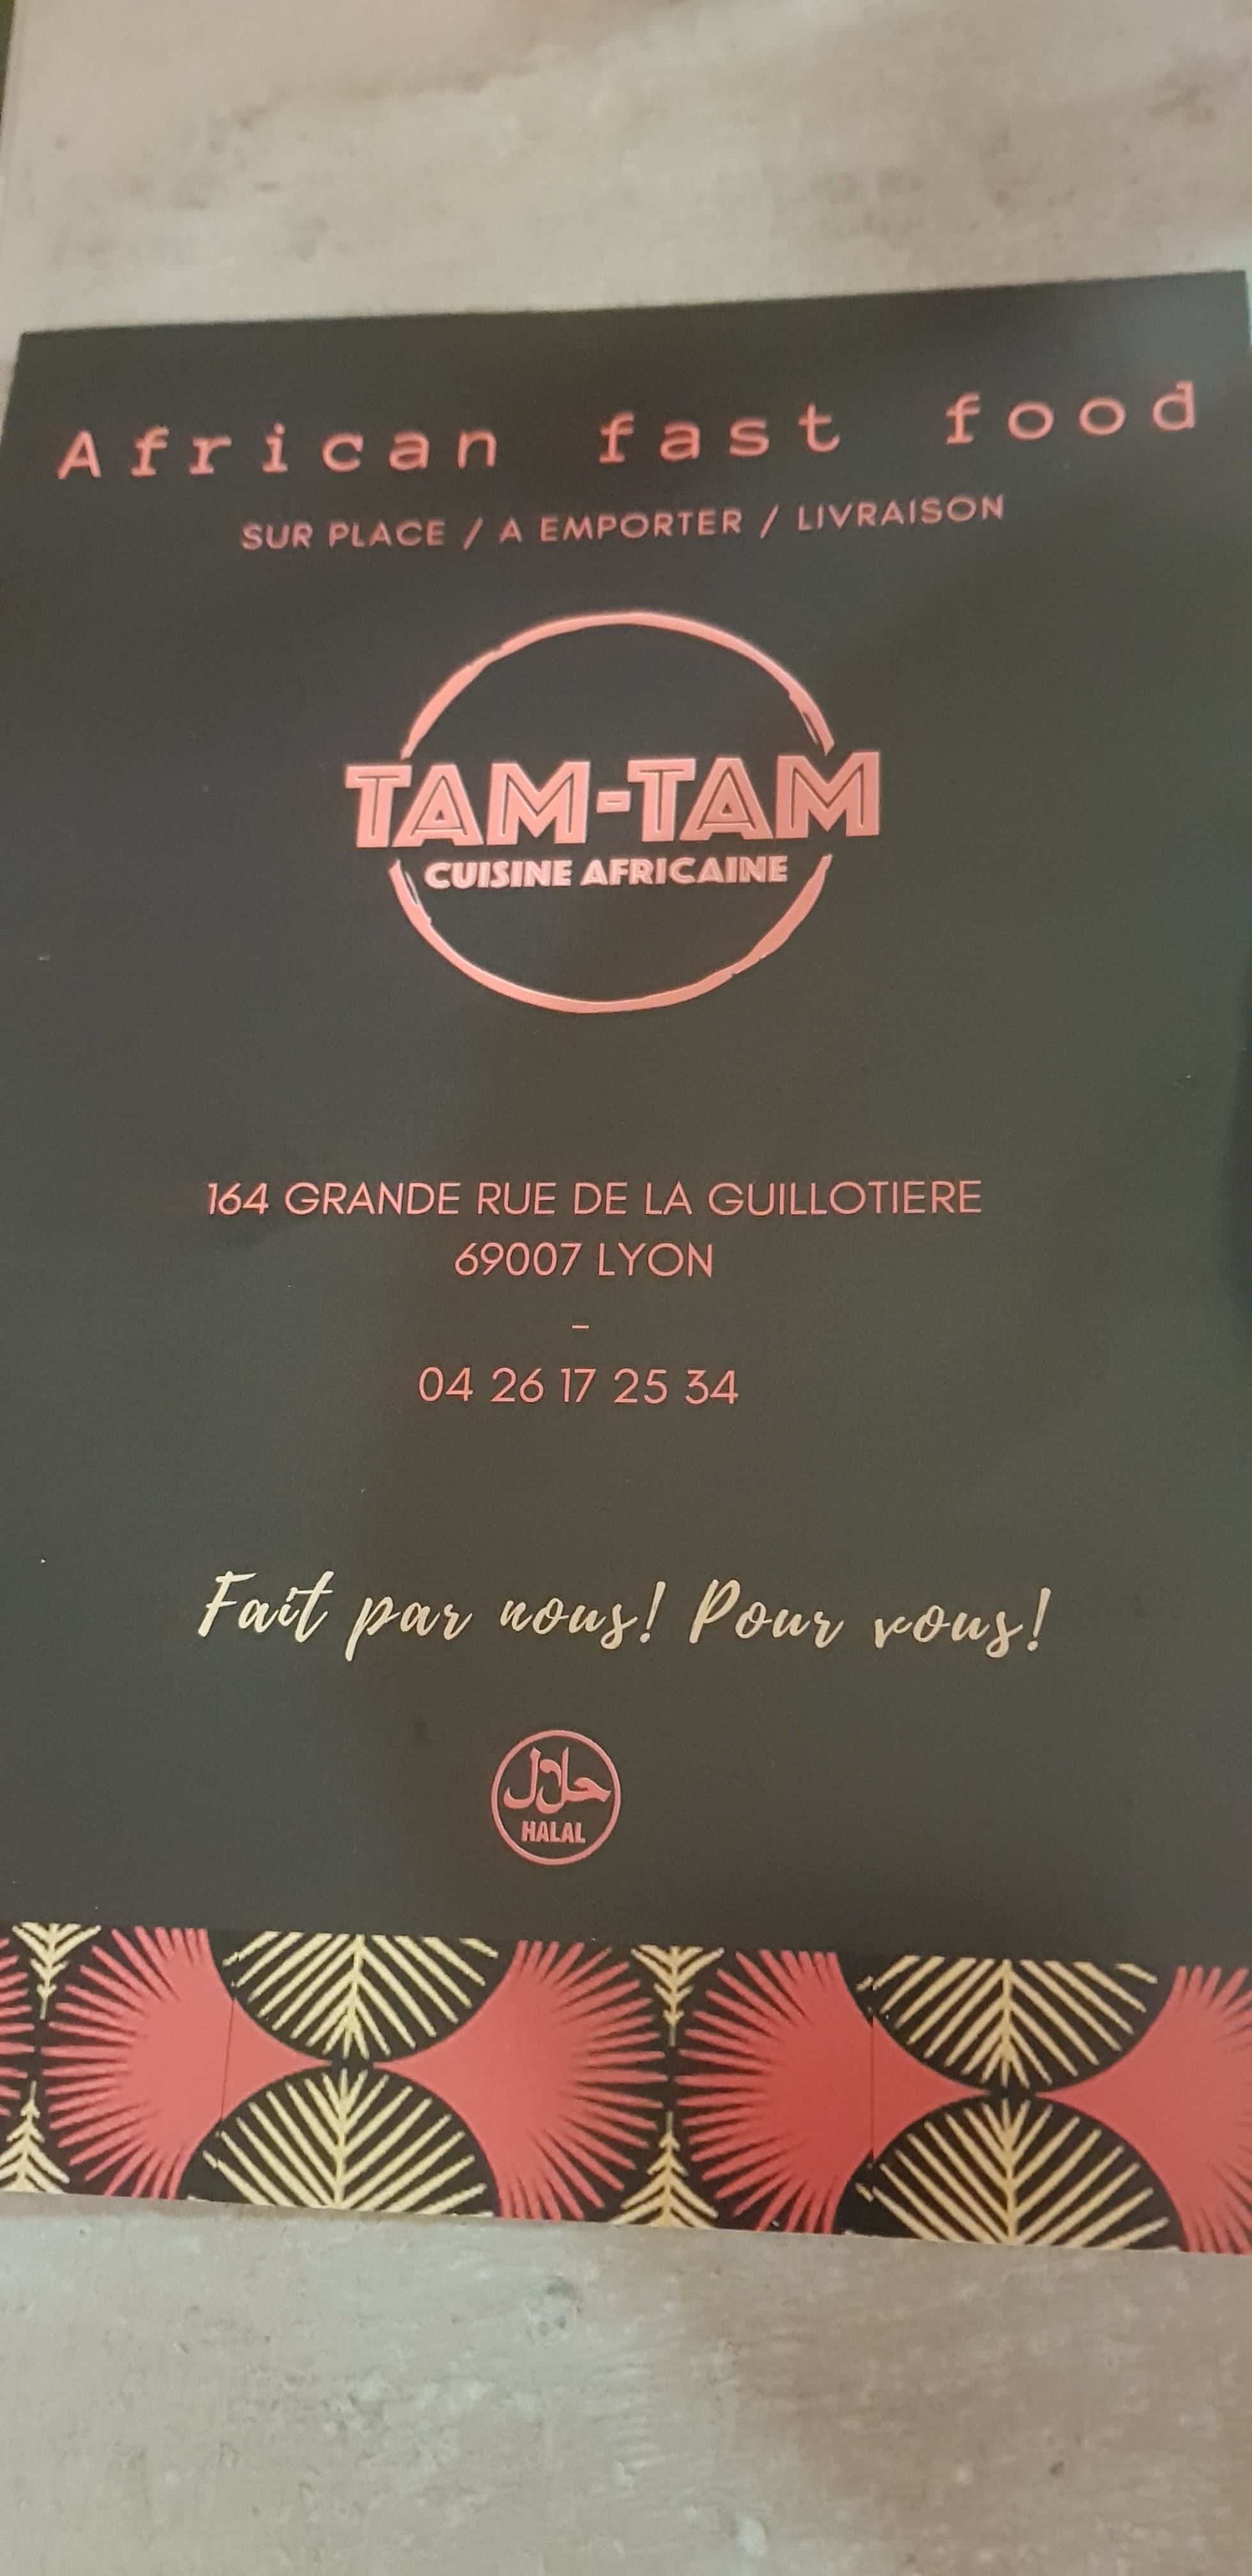 African fast food
SUR PLACE / A EMPORTER / LIVRAISON
TAM-TAM
CUISINE AFRICAINE
164 GRANDE RUE DE LA GUILLOTIERE
69007 LYON
–
04 26 17 25 34
Fait par nous! Pour vous!
حلال
HALAL